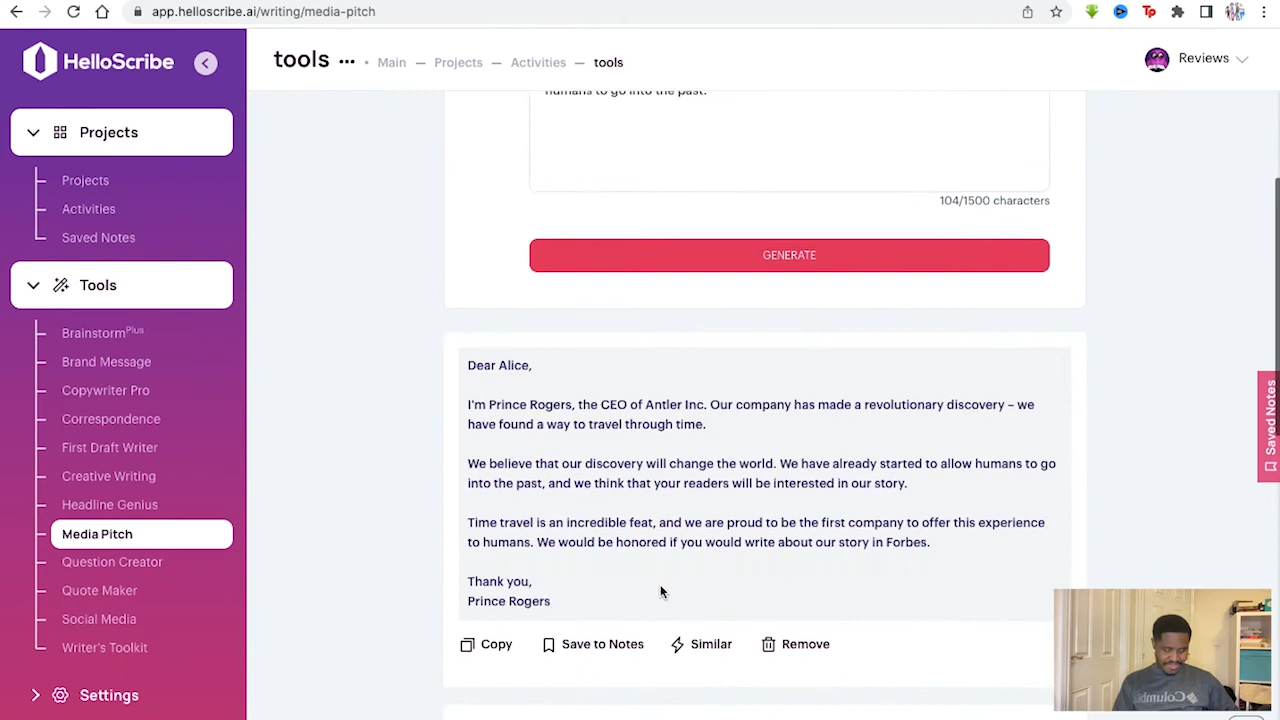 app.helloscribe.ai/writing/media-pitch
HelloScribe
tools ••• • Main — Projects — Activities — tools
Reviews
Projects
Projects
Activities
Saved Notes
Tools
BrainstormPlus
Brand Message
Copywriter Pro
Correspondence
First Draft Writer
Creative Writing
Headline Genius
Media Pitch
Question Creator
Quote Maker
Social Media
Writer's Toolkit
Settings
humans to go into the past.
104/1500 characters
GENERATE
Dear Alice,
I'm Prince Rogers, the CEO of Antler Inc. Our company has made a revolutionary discovery – we
have found a way to travel through time.
We believe that our discovery will change the world. We have already started to allow humans to go
into the past, and we think that your readers will be interested in our story.
Time travel is an incredible feat, and we are proud to be the first company to offer this experience
to humans. We would be honored if you would write about our story in Forbes.
Thank you,
Prince Rogers
Copy
Save to Notes
Similar
Remove
Saved Notes
Tp
Columbia